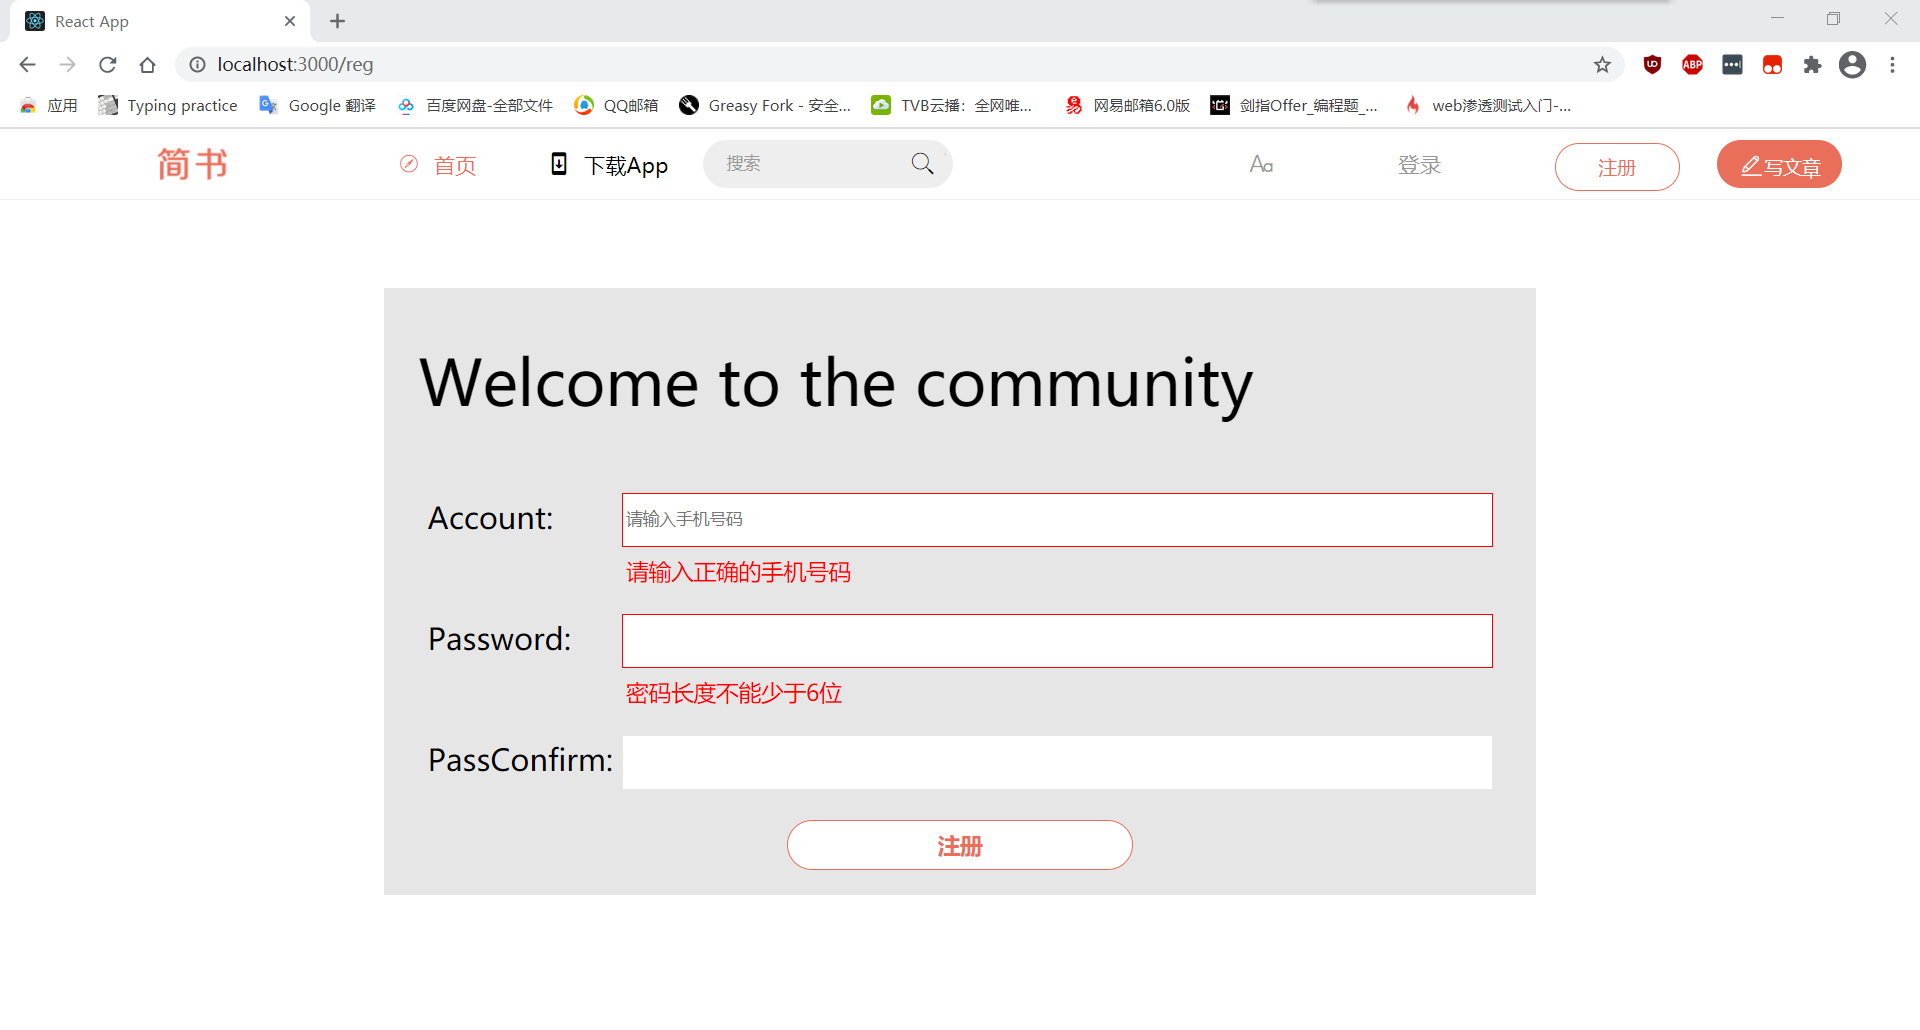 React App
localhost:3000/reg
应用 Typing practice Google 翻译 百度网盘-全部文件 QQ邮箱 Greasy Fork - 安全... TVB云播：全网唯... 网易邮箱6.0版 剑指Offer_编程题_... web渗透测试入门-...
简书 首页 下载App 搜索 Aa 登录 注册 写文章
Welcome to the community
Account: 请输入手机号码
请输入正确的手机号码
Password:
密码长度不能少于6位
PassConfirm:
注册